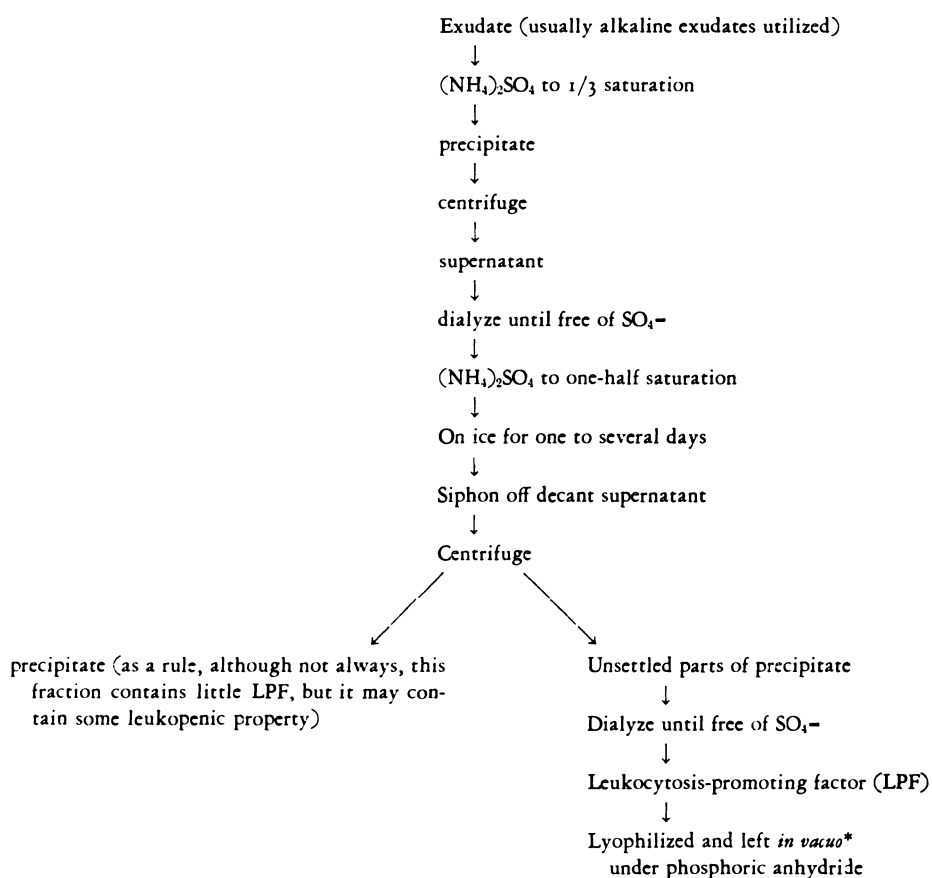 Exudate (usually alkaline exudates utilized)
↓
(NH₄)₂SO₄ to 1/3 saturation
↓
precipitate
↓
centrifuge
↓
supernatant
↓
dialyze until free of SO₄-
↓
(NH₄)₂SO₄ to one-half saturation
↓
On ice for one to several days
↓
Siphon off decant supernatant
↓
Centrifuge
precipitate (as a rule, although not always, this
fraction contains little LPF, but it may con-
tain some leukopenic property)
Unsettled parts of precipitate
↓
Dialyze until free of SO₄-
↓
Leukocytosis-promoting factor (LPF)
↓
Lyophilized and left in vacuo*
under phosphoric anhydride